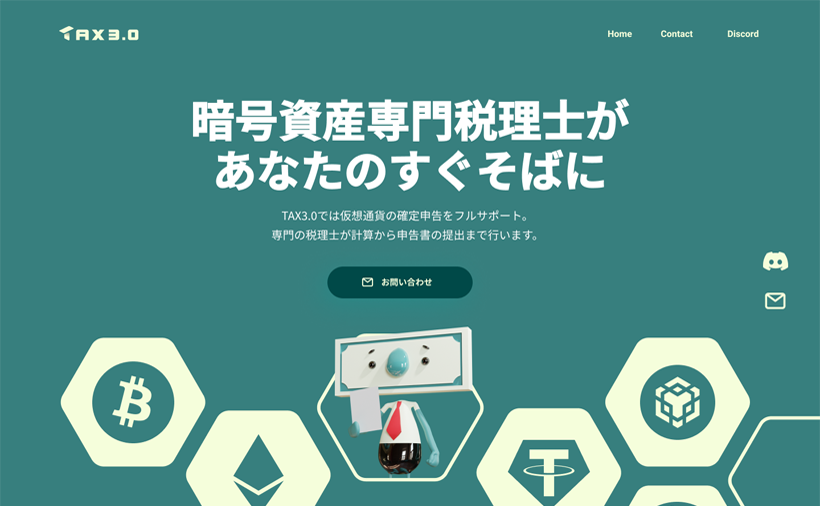 TAX3.0
Home
Contact
Discord
暗号資産専門税理士が
あなたのすぐそばに
TAX3.0では仮想通貨の確定申告をフルサポート。
専門の税理士が計算から申告書の提出まで行います。
お問い合わせ